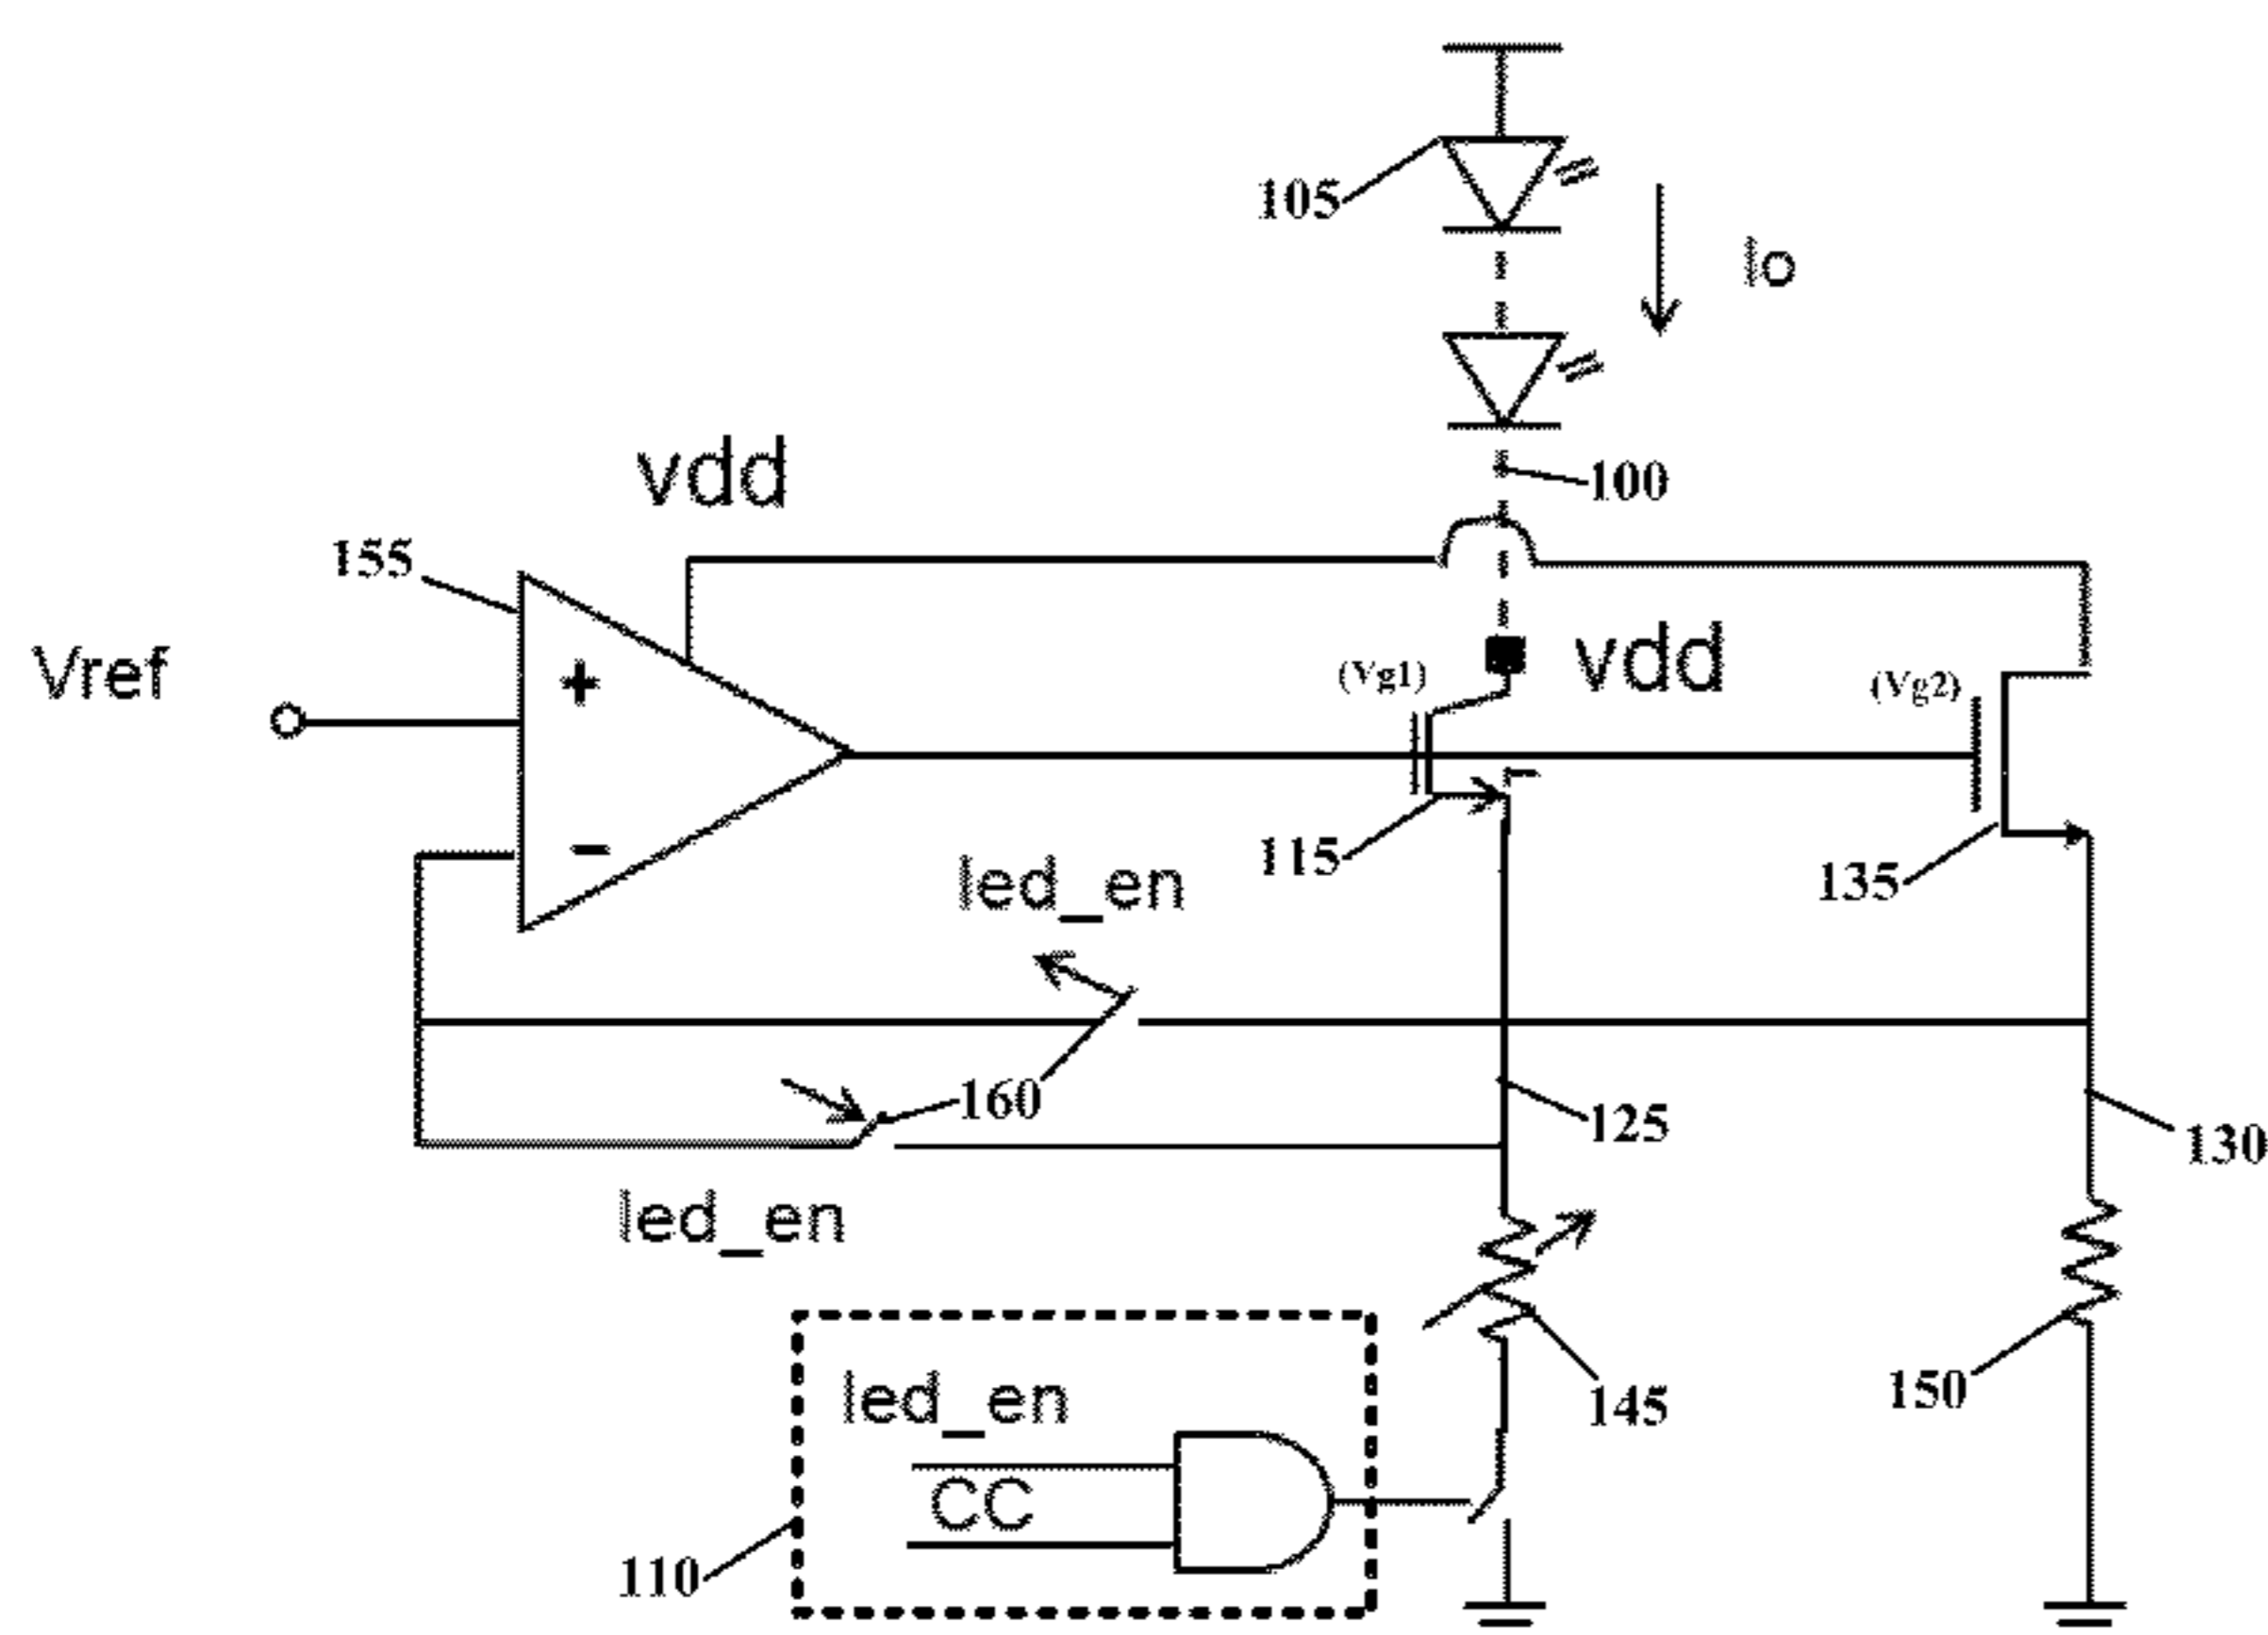 105
Io
100
vdd
155
Vref
+
(Vg1)
vdd
(Vg2)
−
115
led_en
135
160
125
130
led_en
led_en
CC
145
150
110